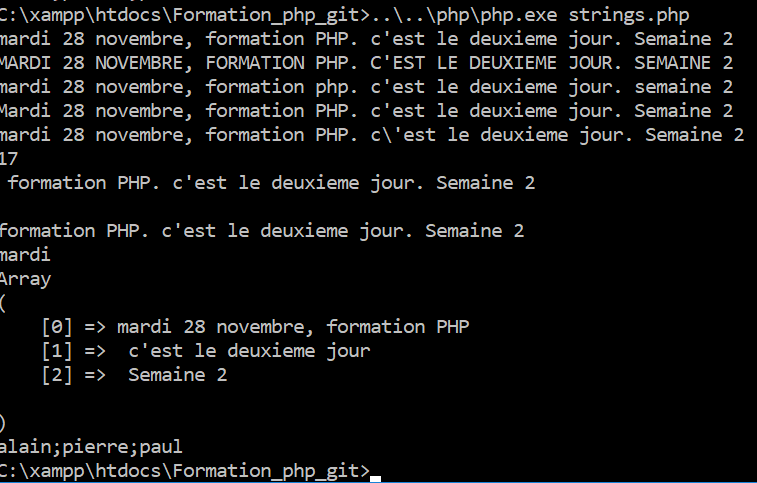 C:\xampp\htdocs\Formation_php_git>..\..\php\php.exe strings.php
mardi 28 novembre, formation PHP. c'est le deuxieme jour. Semaine 2
MARDI 28 NOVEMBRE, FORMATION PHP. C'EST LE DEUXIEME JOUR. SEMAINE 2
mardi 28 novembre, formation php. c'est le deuxieme jour. semaine 2
Mardi 28 novembre, formation PHP. c'est le deuxieme jour. Semaine 2
mardi 28 novembre, formation PHP. c\'est le deuxieme jour. Semaine 2
17
 formation PHP. c'est le deuxieme jour. Semaine 2

formation PHP. c'est le deuxieme jour. Semaine 2
mardi
Array
(
    [0] => mardi 28 novembre, formation PHP
    [1] =>  c'est le deuxieme jour
    [2] =>  Semaine 2

)
alain;pierre;paul
C:\xampp\htdocs\Formation_php_git>